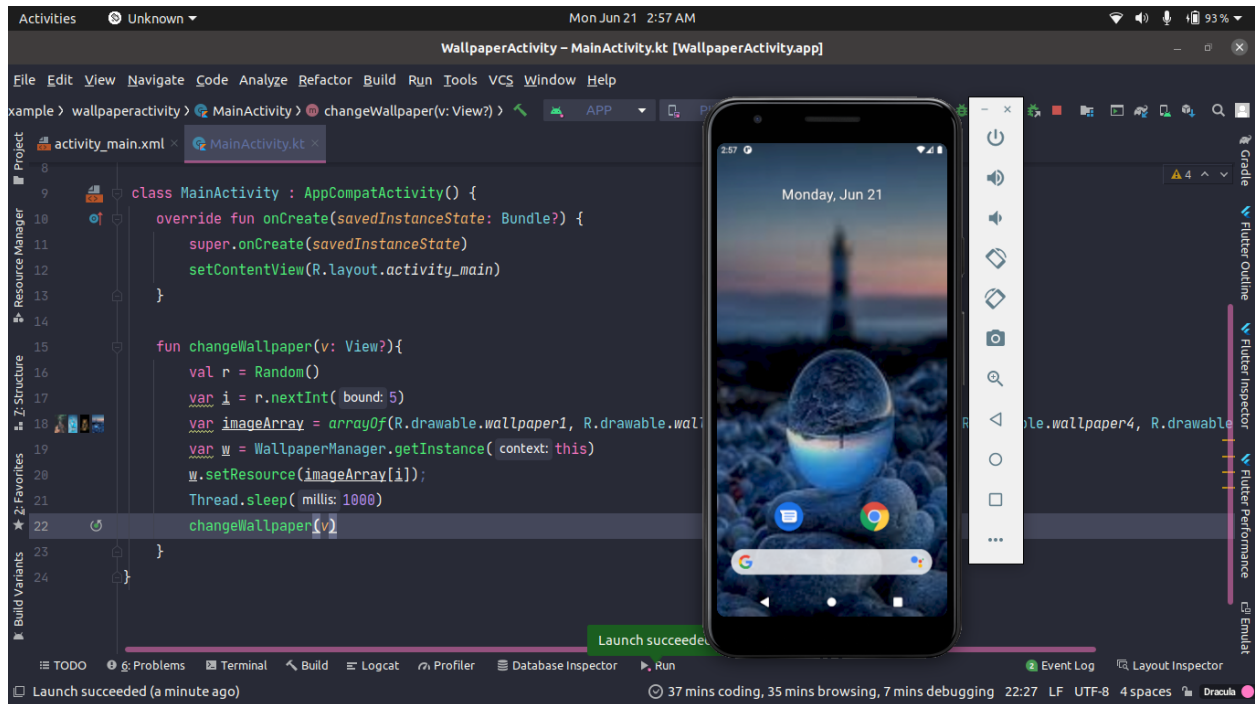 Activities Unknown Mon Jun 21 2:57 AM 93 %
WallpaperActivity – MainActivity.kt [WallpaperActivity.app]
File Edit View Navigate Code Analyze Refactor Build Run Tools VCS Window Help
xample wallpaperactivity MainActivity changeWallpaper(v: View?) APP
activity_main.xml MainActivity.kt
8
9 class MainActivity : AppCompatActivity() {
10 override fun onCreate(savedInstanceState: Bundle?) {
11 super.onCreate(savedInstanceState)
12 setContentView(R.layout.activity_main)
13 }
14
15 fun changeWallpaper(v: View?){
16 val r = Random()
17 var i = r.nextInt( bound: 5)
18 var imageArray = arrayOf(R.drawable.wallpaper1, R.drawable.wal ble.wallpaper4, R.drawable
19 var w = WallpaperManager.getInstance( context: this)
20 w.setResource(imageArray[i]);
21 Thread.sleep( millis: 1000)
22 changeWallpaper(v)
23 }
24 }
4
Project
Resource Manager
Z: Structure
2: Favorites
Build Variants
2:57
Monday, Jun 21
Gradle
Flutter Outline
Flutter Inspector
Flutter Performance
Emulat
Launch succeeded
TODO 6: Problems Terminal Build Logcat Profiler Database Inspector Run 2 Event Log Layout Inspector
Launch succeeded (a minute ago) 37 mins coding, 35 mins browsing, 7 mins debugging 22:27 LF UTF-8 4 spaces Dracula